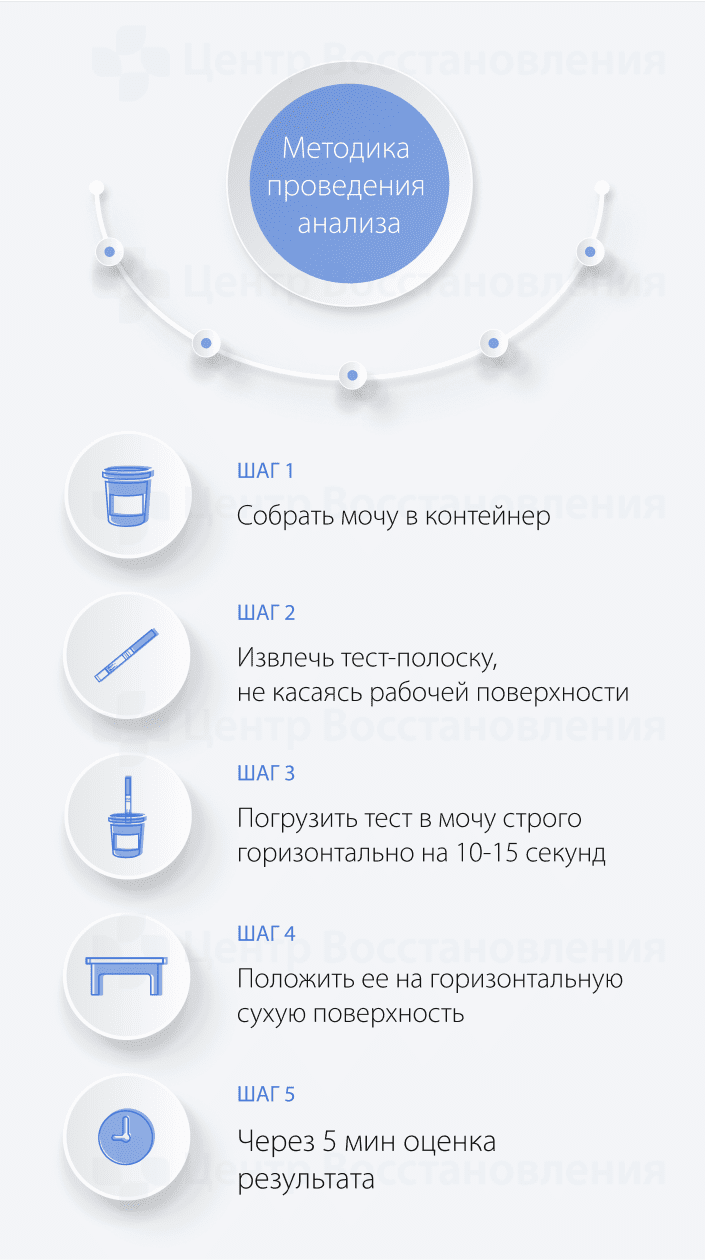 Центр Восстановления
Методика
проведения
анализа
Центр Восстановления
ШАГ 1
Центр Восстановления
Собрать мочу в контейнер
ШАГ 2
Извлечь тест-полоску,
не касаясь рабочей поверхности
Центр Восстановления
ШАГ 3
Погрузить тест в мочу строго
горизонтально на 10-15 секунд
ШАГ 4
Центр Восстановления
Положить ее на горизонтальную
сухую поверхность
ШАГ 5
Через 5 мин оценка
Центр Восстановления
результата